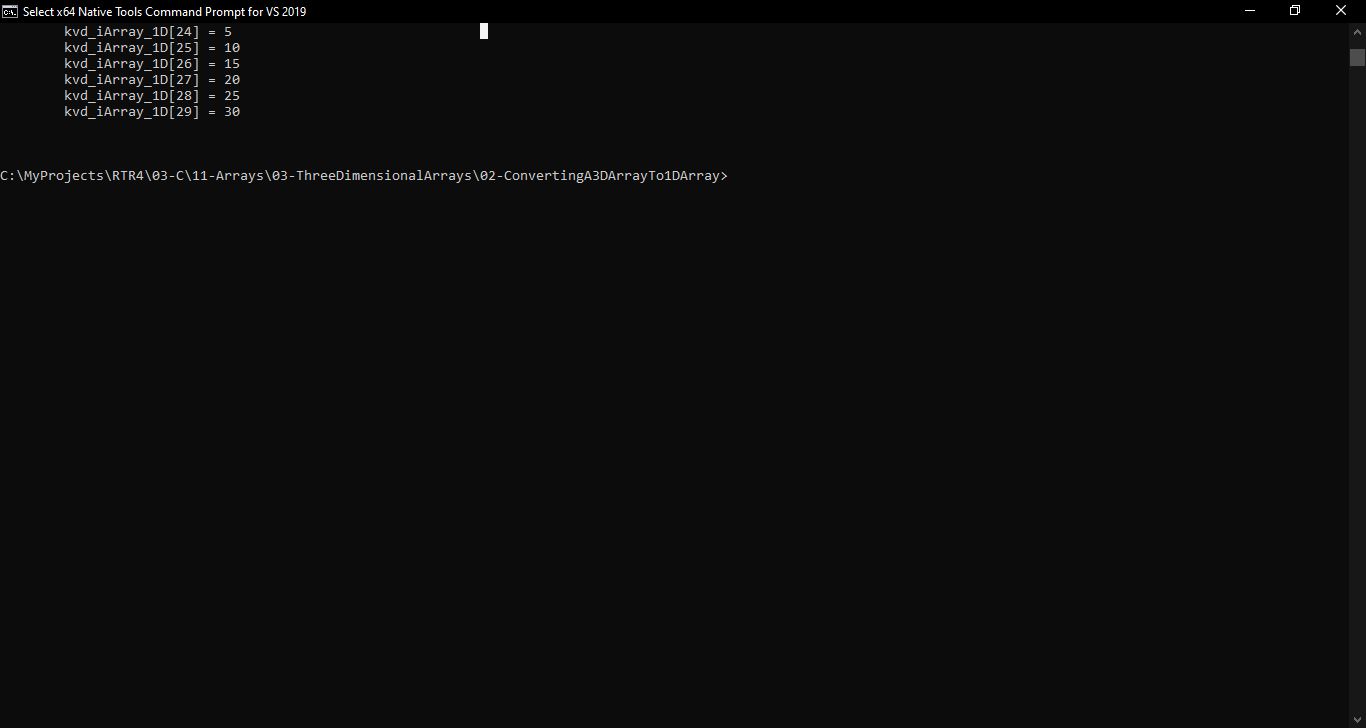 Select x64 Native Tools Command Prompt for VS 2019
kvd_iArray_1D[24] = 5
kvd_iArray_1D[25] = 10
kvd_iArray_1D[26] = 15
kvd_iArray_1D[27] = 20
kvd_iArray_1D[28] = 25
kvd_iArray_1D[29] = 30
C:\MyProjects\RTR4\03-C\11-Arrays\03-ThreeDimensionalArrays\02-ConvertingA3DArrayTo1DArray>